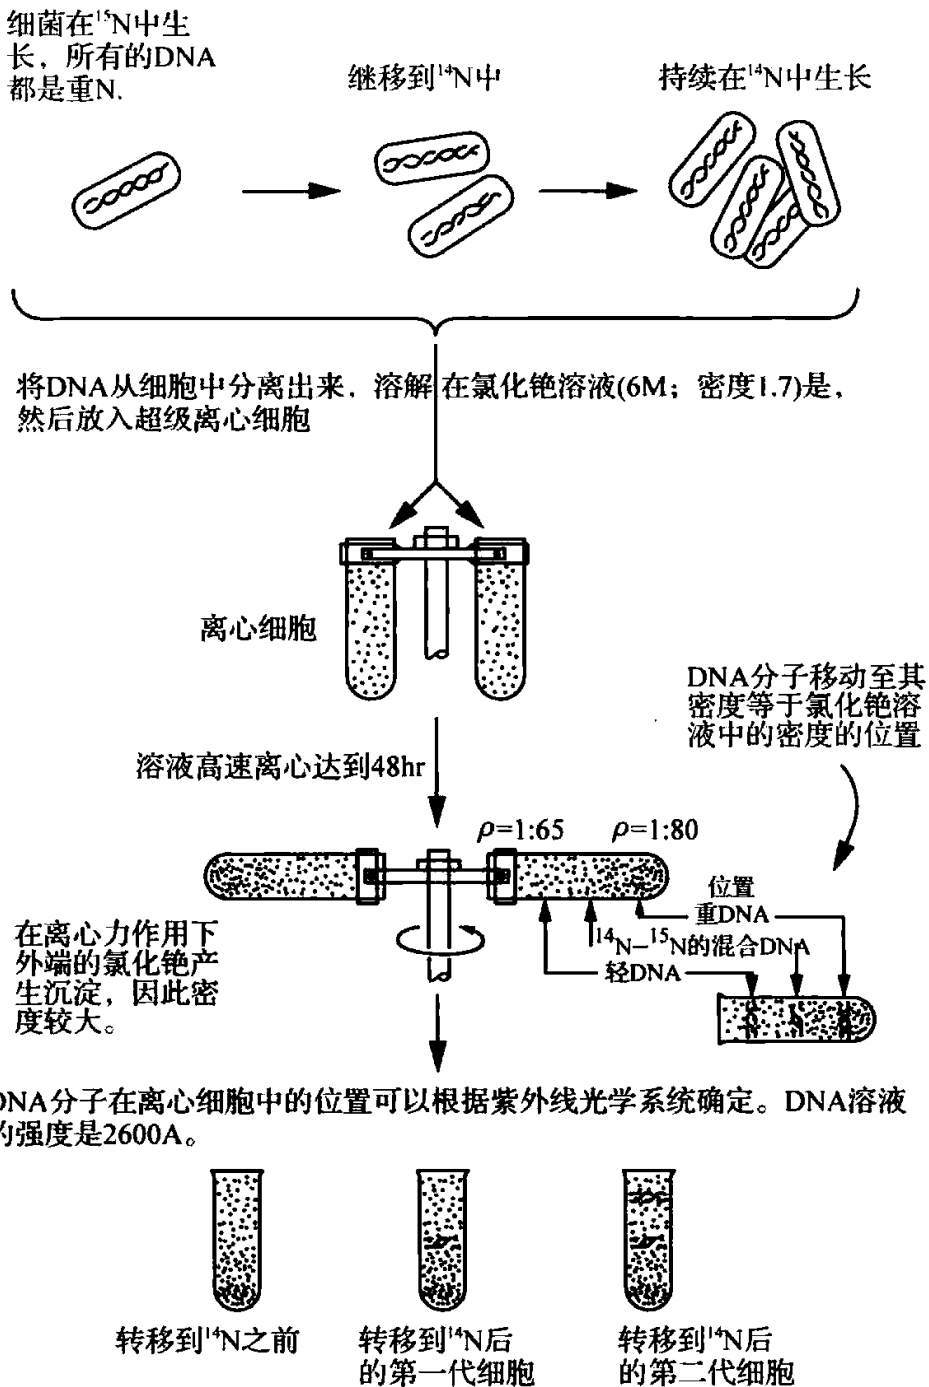 细菌在¹⁵N中生
长，所有的DNA
都是重N.
继移到¹⁴N中
持续在¹⁴N中生长
将DNA从细胞中分离出来，溶解在氯化铯溶液(6M；密度1.7)是，
然后放入超级离心细胞
离心细胞
DNA分子移动至其
密度等于氯化铯溶
液中的密度的位置
溶液高速离心达到48hr
ρ=1:65
ρ=1:80
位置
重DNA
¹⁴N–¹⁵N的混合DNA
轻DNA
在离心力作用下
外端的氯化铯产
生沉淀，因此密
度较大。
DNA分子在离心细胞中的位置可以根据紫外线光学系统确定。DNA溶液
的强度是2600A。
转移到¹⁴N之前
转移到¹⁴N后
的第一代细胞
转移到¹⁴N后
的第二代细胞